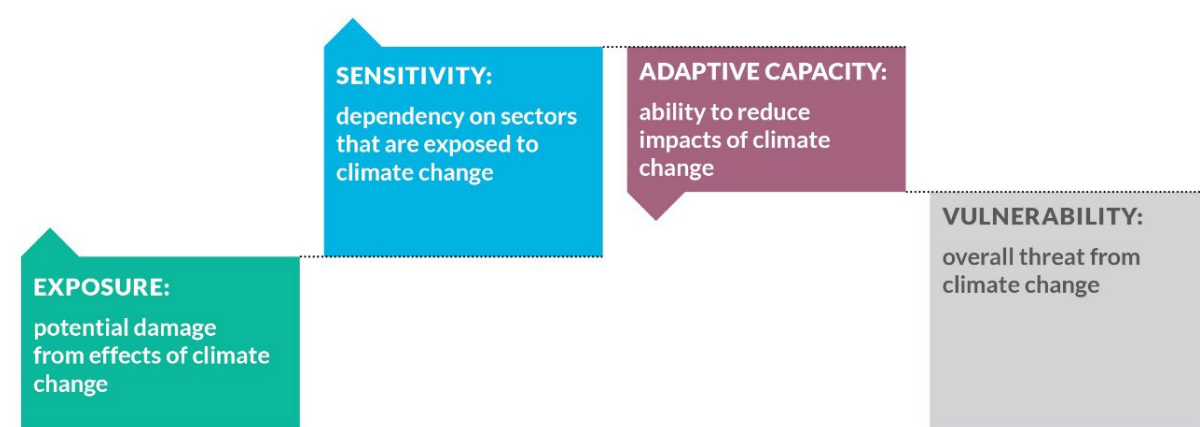 EXPOSURE:
potential damage
from effects of climate
change
SENSITIVITY:
dependency on sectors
that are exposed to
climate change
ADAPTIVE CAPACITY:
ability to reduce
impacts of climate
change
VULNERABILITY:
overall threat from
climate change